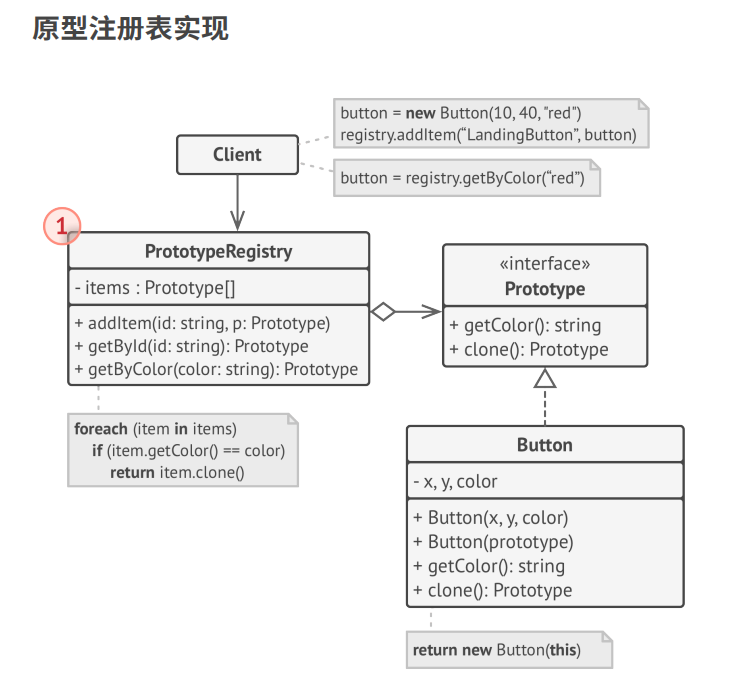 原型注册表实现
button = new Button(10, 40, "red")
registry.addItem(“LandingButton”, button)
Client
button = registry.getByColor(“red”)
1
PrototypeRegistry
- items : Prototype[]
+ addItem(id: string, p: Prototype)
+ getById(id: string): Prototype
+ getByColor(color: string): Prototype
«interface»
Prototype
+ getColor(): string
+ clone(): Prototype
foreach (item in items)
if (item.getColor() == color)
return item.clone()
Button
- x, y, color
+ Button(x, y, color)
+ Button(prototype)
+ getColor(): string
+ clone(): Prototype
return new Button(this)